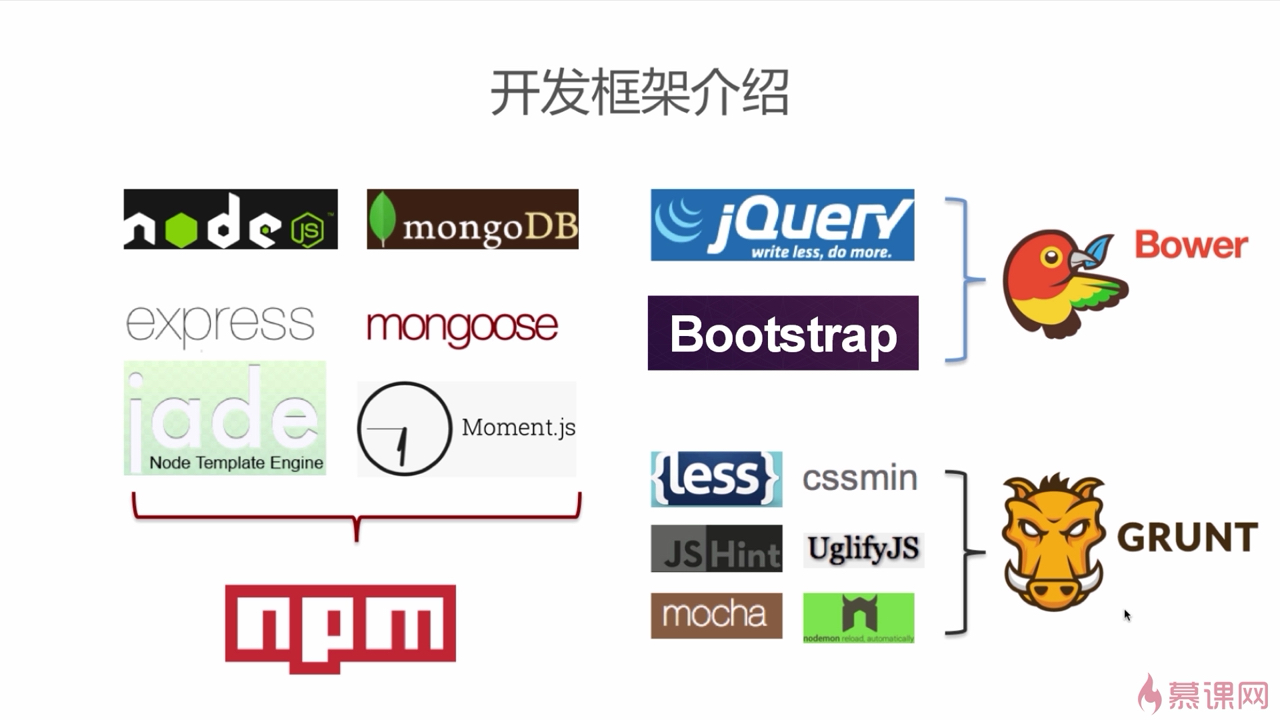 开发框架介绍
node JS™
mongoDB
express
mongoose
jade
Node Template Engine
Moment.js
npm
jQuery
write less, do more.
Bootstrap
Bower
{less}
cssmin
JSHint
UglifyJS
mocha
nodemon reload, automatically
GRUNT
慕课网